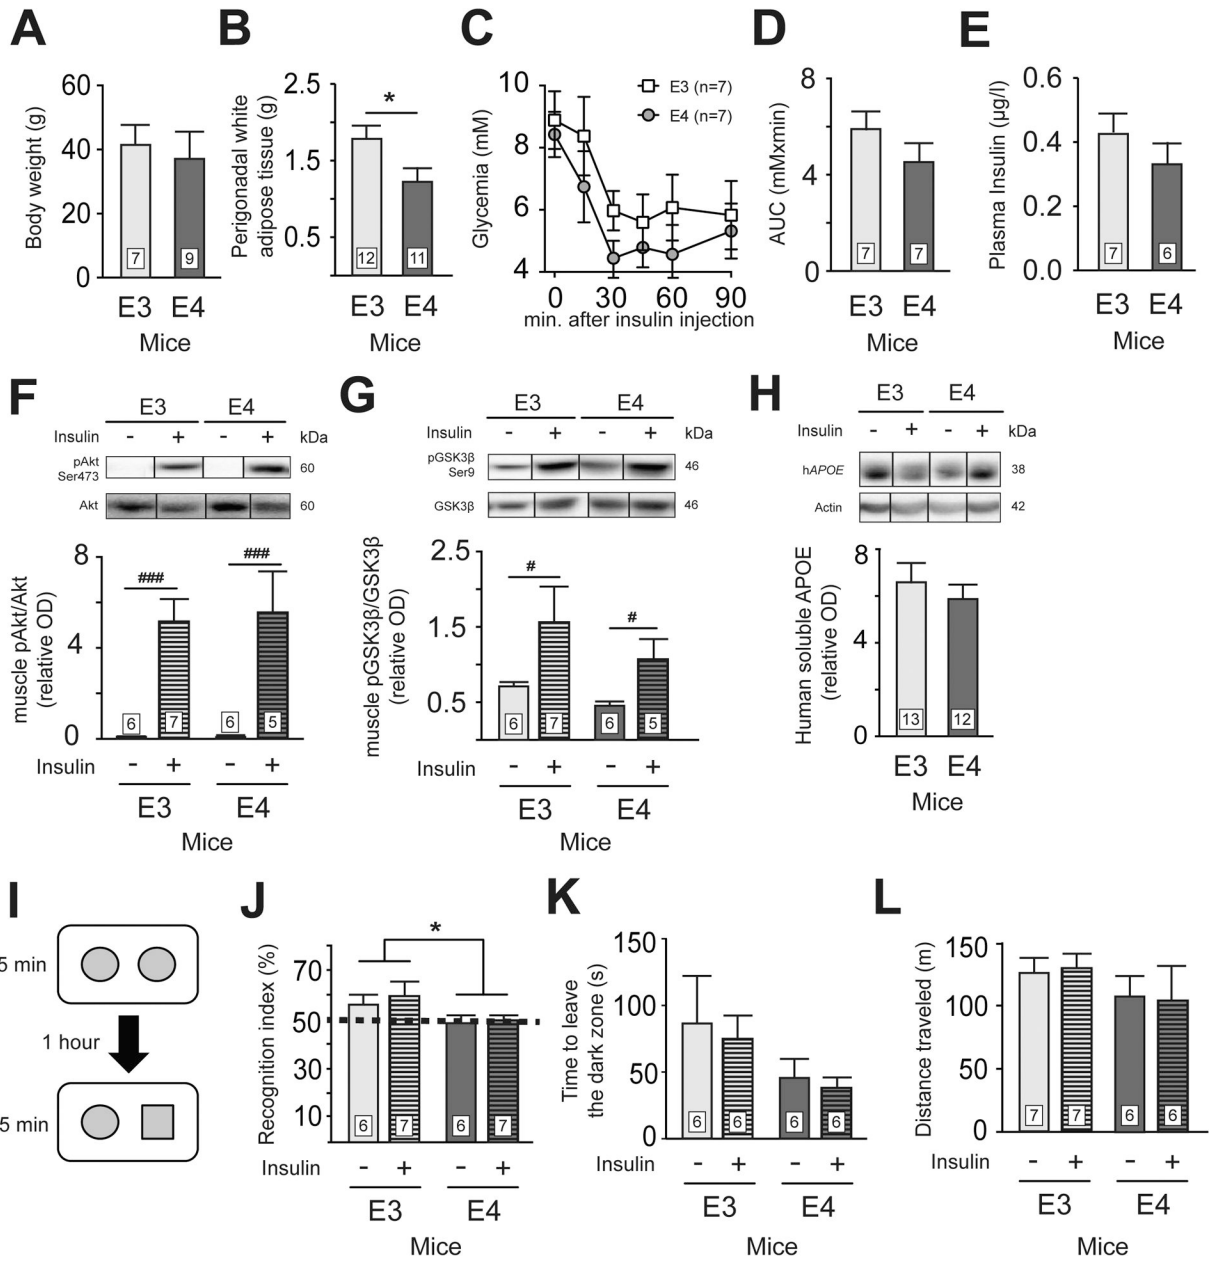 A
Body weight (g)
60
40
20
0
7
9
E3 E4
Mice
B
Perigonadal white
adipose tissue (g)
2.5
1.5
0.5
*
12
11
E3 E4
Mice
C
Glycemia (mM)
10
8
6
4
E3 (n=7)
E4 (n=7)
0 30 60 90
min. after insulin injection
D
AUC (mMxmin)
8
4
0
7
7
E3 E4
Mice
E
Plasma Insulin (µg/l)
0.6
0.4
0.2
0.0
7
6
E3 E4
Mice
F
E3 E4
Insulin - + - + kDa
pAkt
Ser473
60
Akt
60
muscle pAkt/Akt
(relative OD)
8
4
0
###
###
6 7 6 5
Insulin - + - +
E3 E4
Mice
G
E3 E4
Insulin - + - + kDa
pGSK3β
Ser9
46
GSK3β
46
muscle pGSK3β/GSK3β
(relative OD)
2.5
1.5
0.5
#
#
6 7 6 5
Insulin - + - +
E3 E4
Mice
H
E3 E4
Insulin - + - + kDa
hAPOE 38
Actin 42
Human soluble APOE
(relative OD)
8
4
0
13 12
E3 E4
Mice
I
5 min
1 hour
5 min
J
Recognition index (%)
70
50
30
10
*
6 7 6 7
Insulin - + - +
E3 E4
Mice
K
Time to leave
the dark zone (s)
150
100
50
0
6 6 6 6
Insulin - + - +
E3 E4
Mice
L
Distance traveled (m)
150
100
50
0
7 7 6 6
Insulin - + - +
E3 E4
Mice